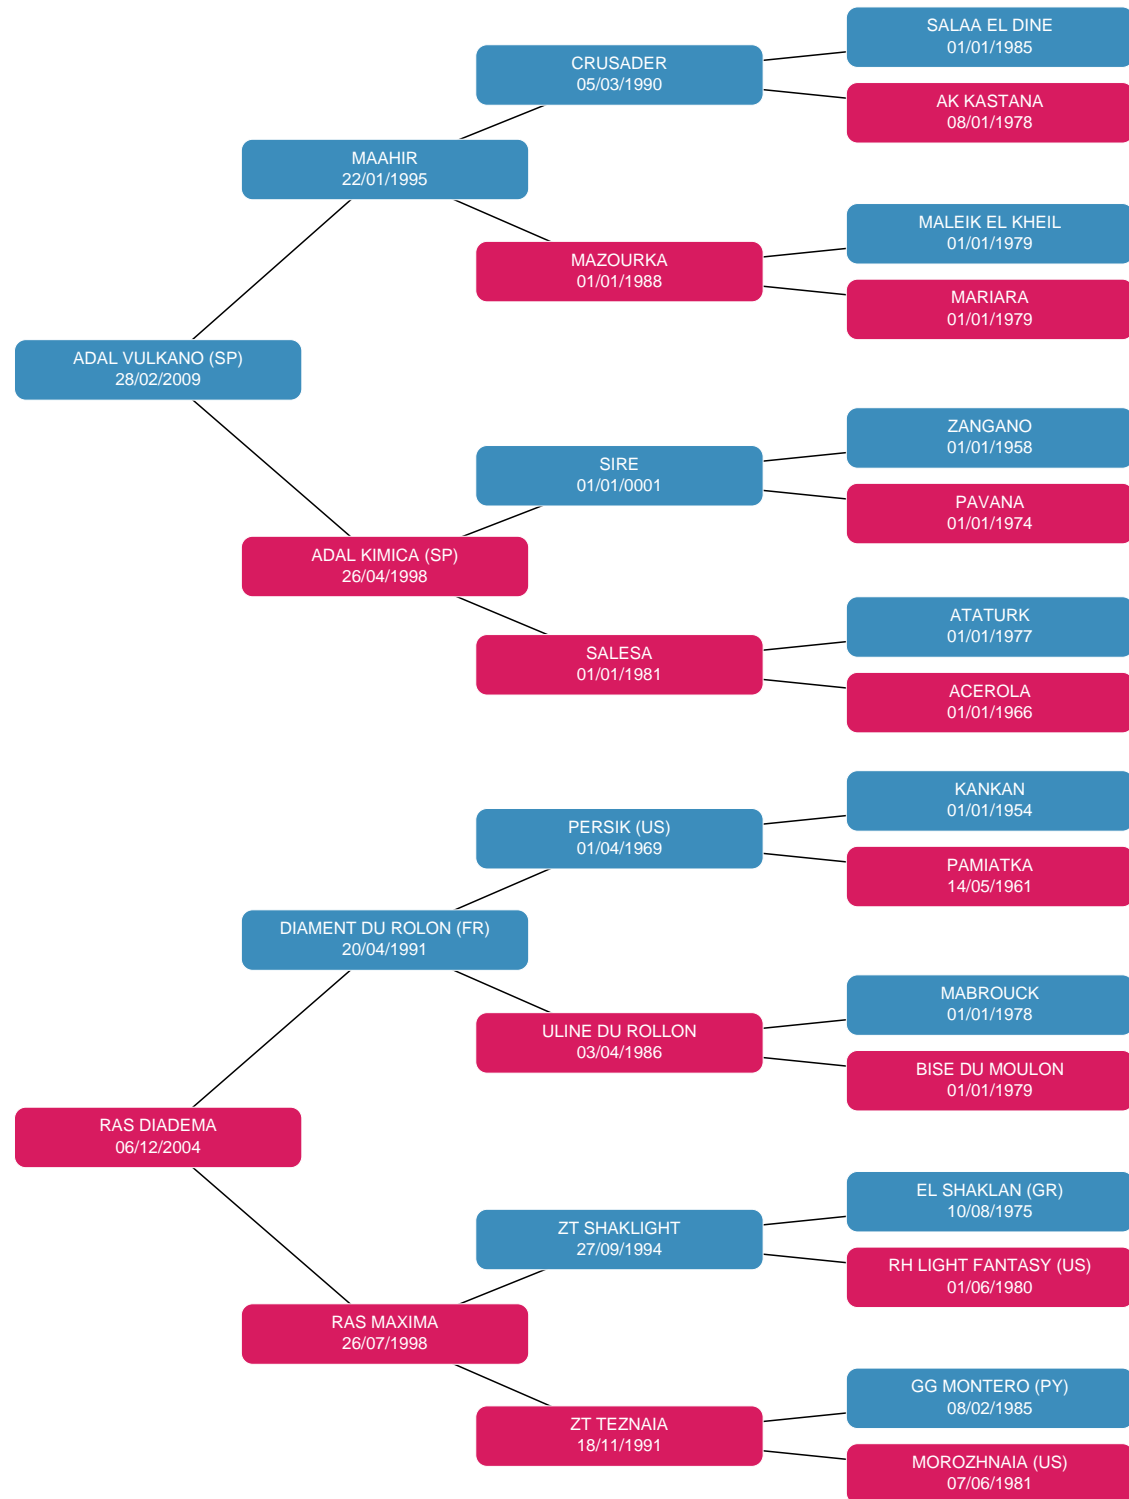 SALAA EL DINE
01/01/1985
CRUSADER
05/03/1990
AK KASTANA
08/01/1978
MAAHIR
22/01/1995
MALEIK EL KHEIL
01/01/1979
MAZOURKA
01/01/1988
MARIARA
01/01/1979
ADAL VULKANO (SP)
28/02/2009
ZANGANO
01/01/1958
SIRE
01/01/0001
PAVANA
01/01/1974
ADAL KIMICA (SP)
26/04/1998
ATATURK
01/01/1977
SALESA
01/01/1981
ACEROLA
01/01/1966
KANKAN
01/01/1954
PERSIK (US)
01/04/1969
PAMIATKA
14/05/1961
DIAMENT DU ROLON (FR)
20/04/1991
MABROUCK
01/01/1978
ULINE DU ROLLON
03/04/1986
BISE DU MOULON
01/01/1979
RAS DIADEMA
06/12/2004
EL SHAKLAN (GR)
10/08/1975
ZT SHAKLIGHT
27/09/1994
RH LIGHT FANTASY (US)
01/06/1980
RAS MAXIMA
26/07/1998
GG MONTERO (PY)
08/02/1985
ZT TEZNAIA
18/11/1991
MOROZHNAIA (US)
07/06/1981